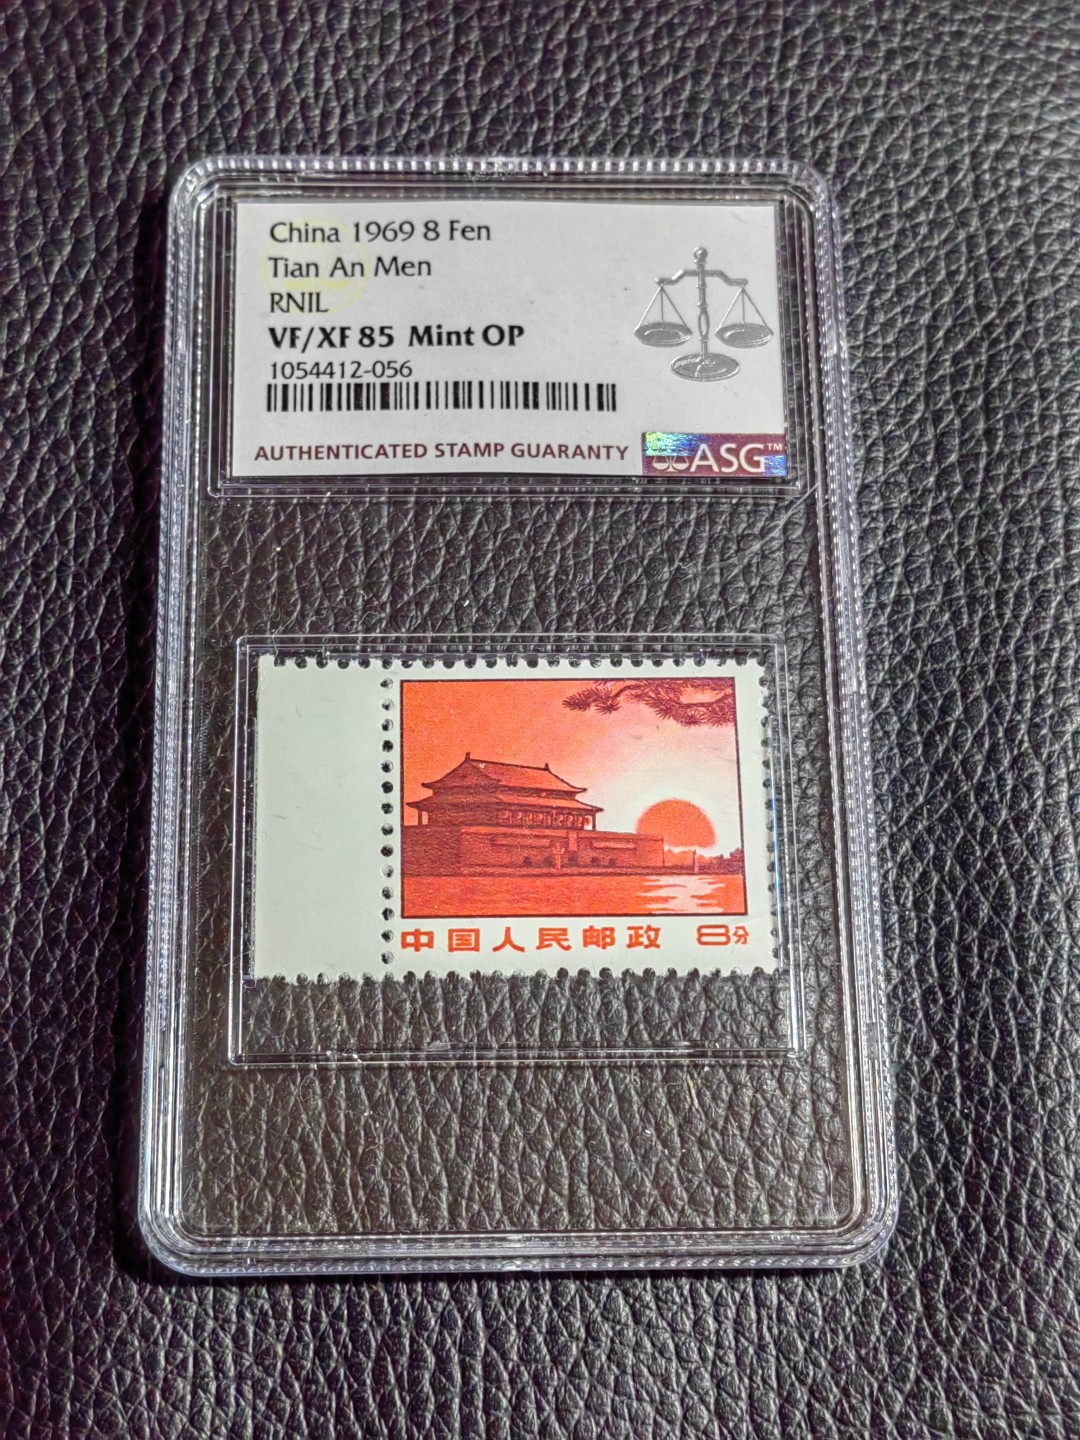 China 1969 8 Fen
Tian An Men
RNIL
VF/XF 85 Mint OP
1054412-056
AUTHENTICATED STAMP GUARANTY
ASG™
中国人民邮政 8分